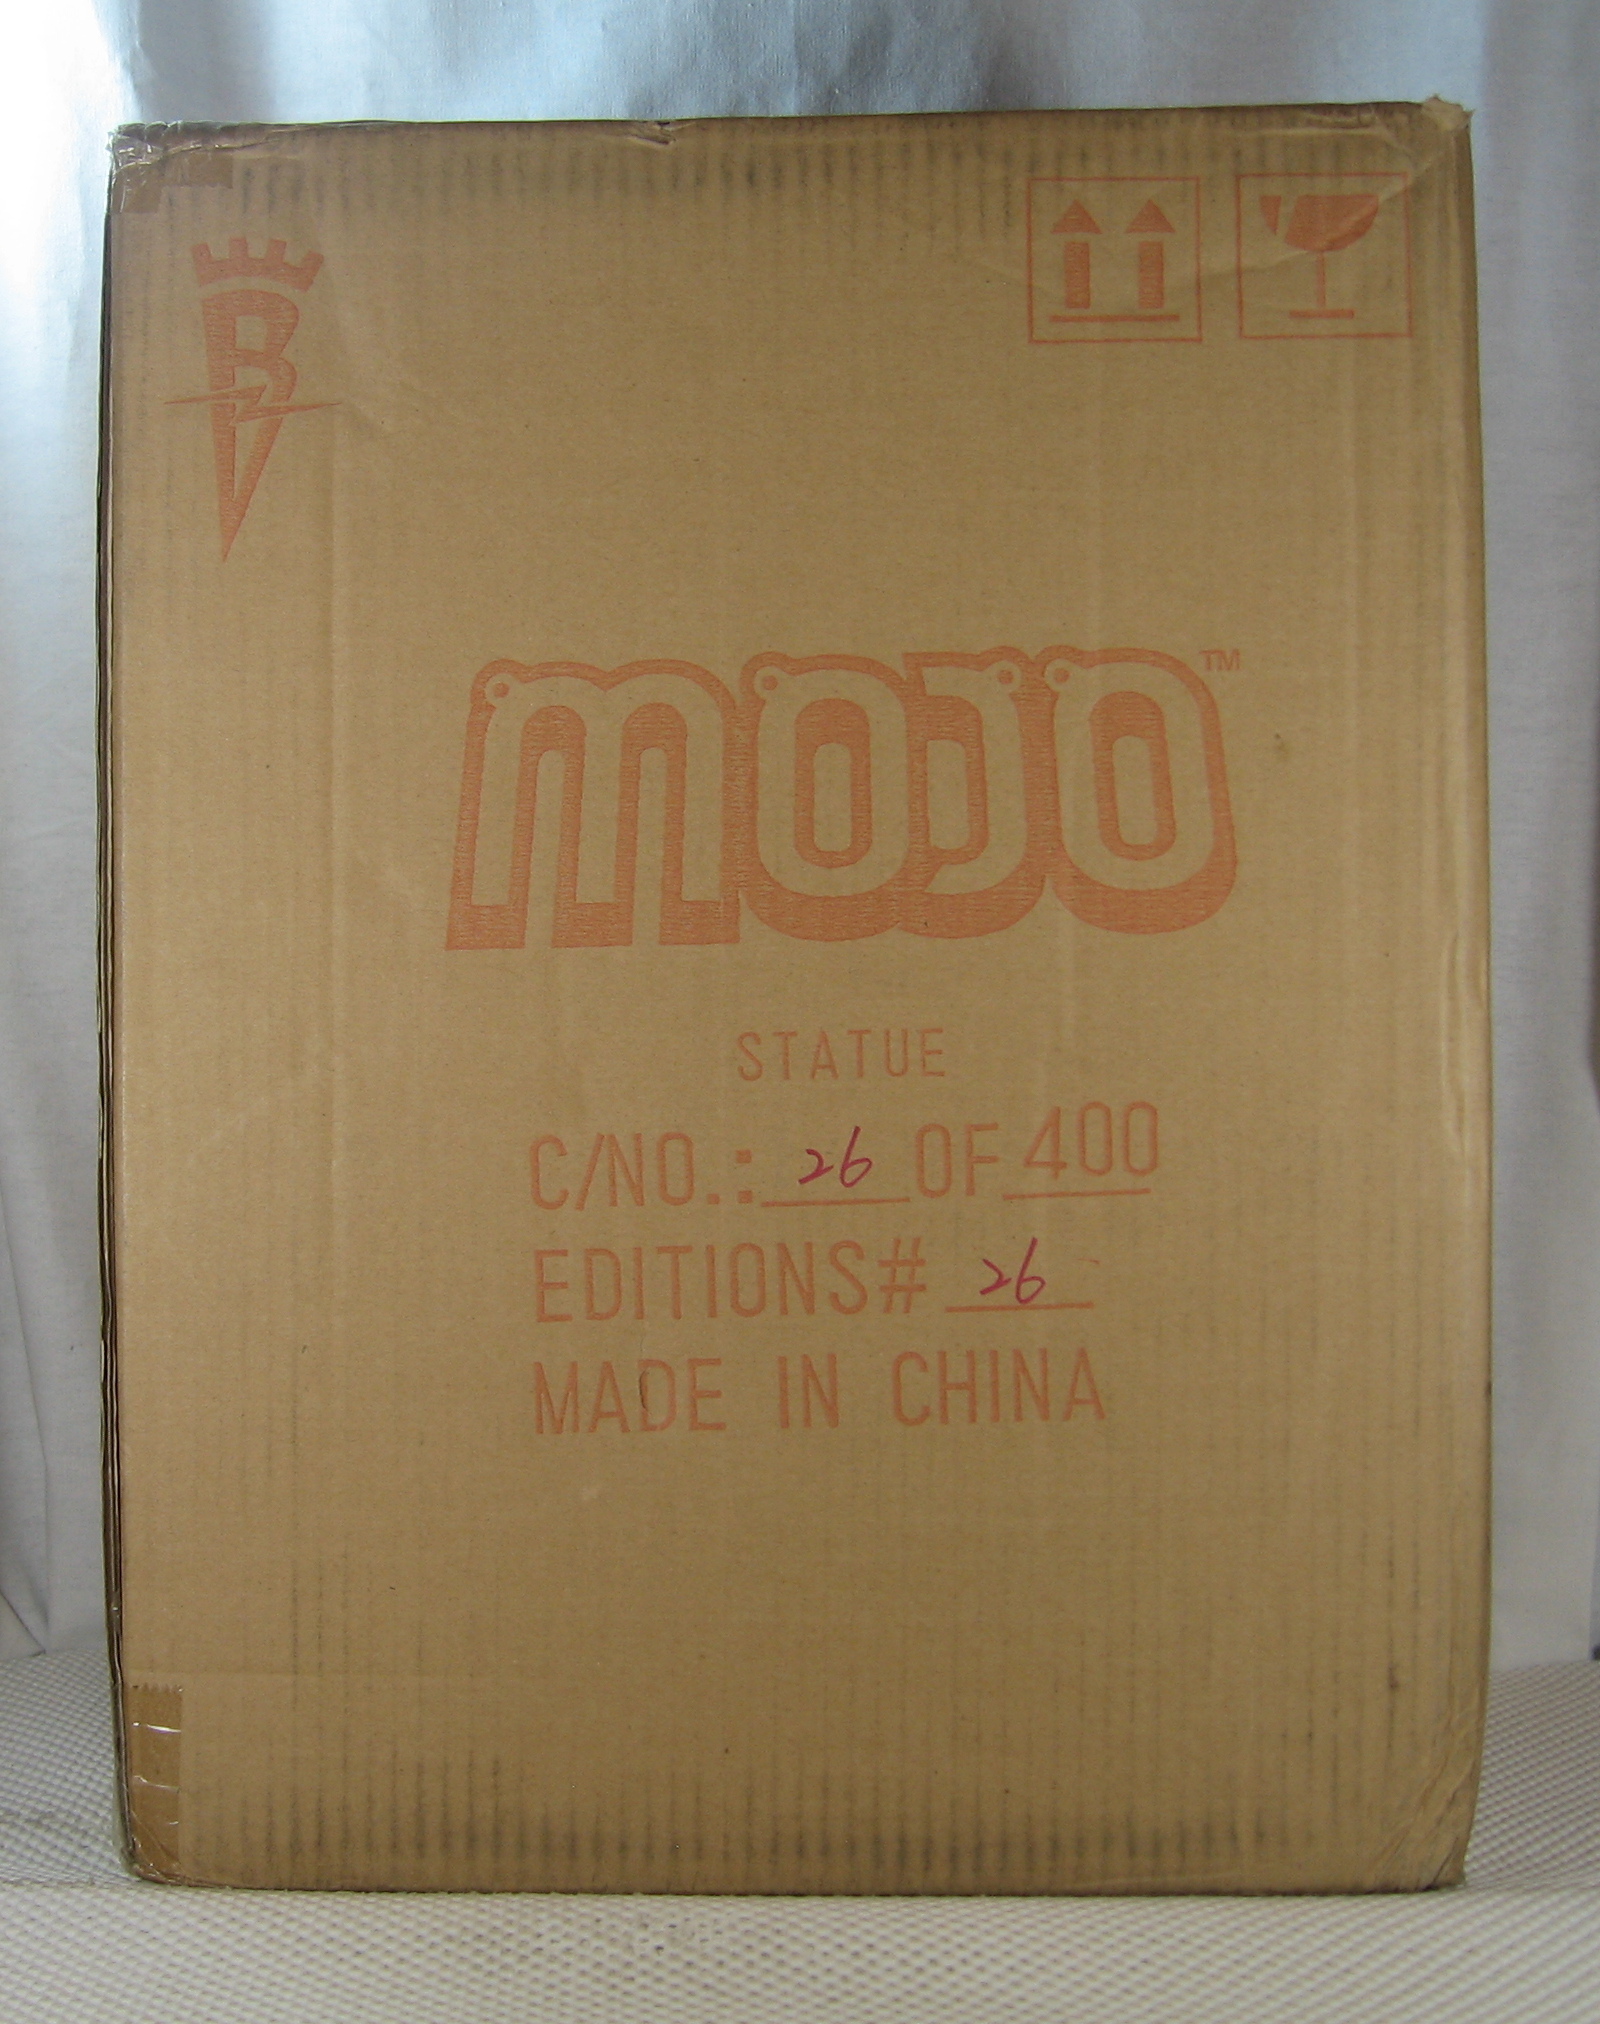 B
MOJO™
STATUE
C/NO.: 26 OF 400
EDITIONS# 26
MADE IN CHINA